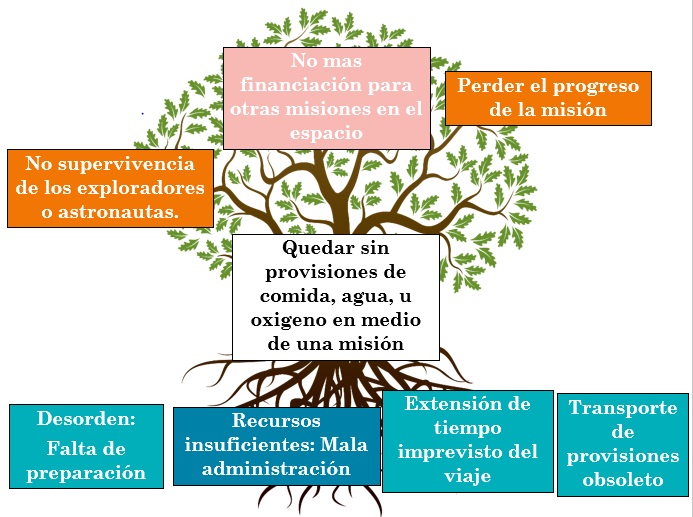 No mas
financiación para
otras misiones en el
espacio
Perder el progreso
de la misión
No supervivencia
de los exploradores
o astronautas.
Quedar sin
provisiones de
comida, agua, u
oxigeno en medio
de una misión
Desorden:
Falta de
preparación
Recursos
insuficientes: Mala
administración
Extensión de
tiempo
imprevisto del
viaje
Transporte
de
provisiones
obsoleto